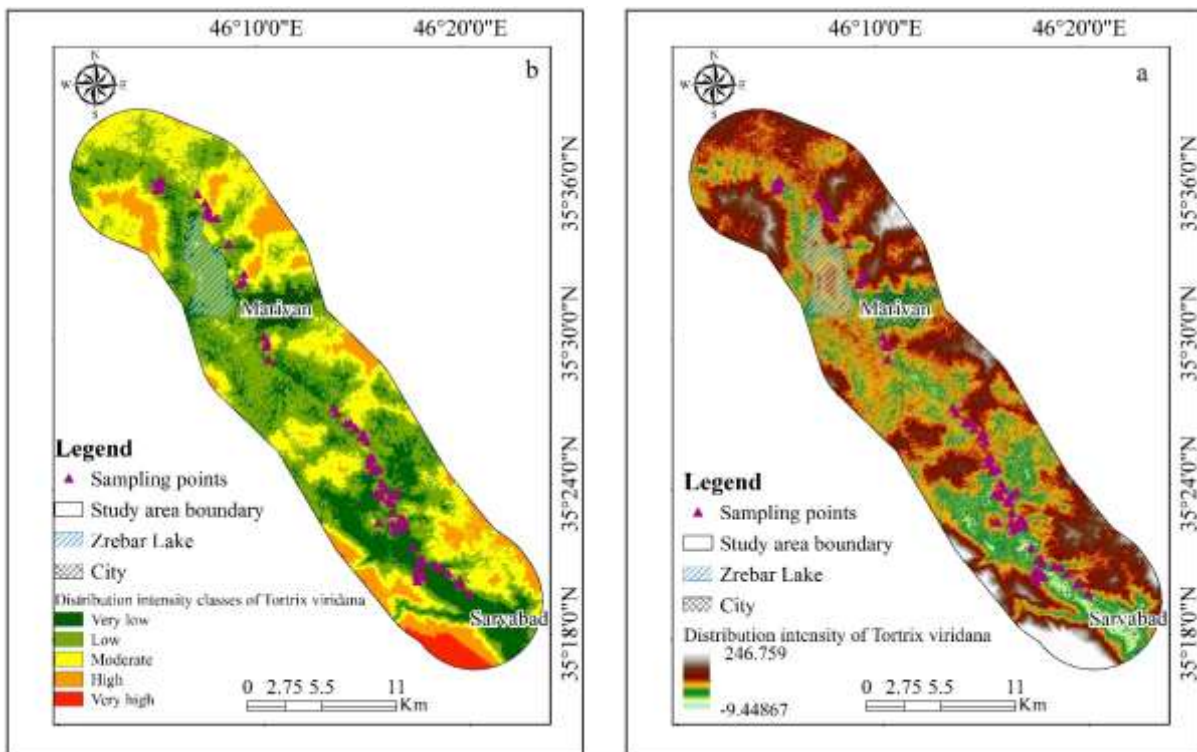 46°10'0"E 46°20'0"E
b
N
W E
S
35°36'0"N
35°30'0"N
35°24'0"N
35°18'0"N
Marivan
Sarvabad
Legend
Sampling points
Study area boundary
Zrebar Lake
City
Distribution intensity classes of Tortrix viridana
Very low
Low
Moderate
High
Very high
0 2.75 5.5 11
Km
46°10'0"E 46°20'0"E
a
N
W E
S
35°36'0"N
35°30'0"N
35°24'0"N
35°18'0"N
Marivan
Sarvabad
Legend
Sampling points
Study area boundary
Zrebar Lake
City
Distribution intensity of Tortrix viridana
246.759
-9.44867
0 2.75 5.5 11
Km